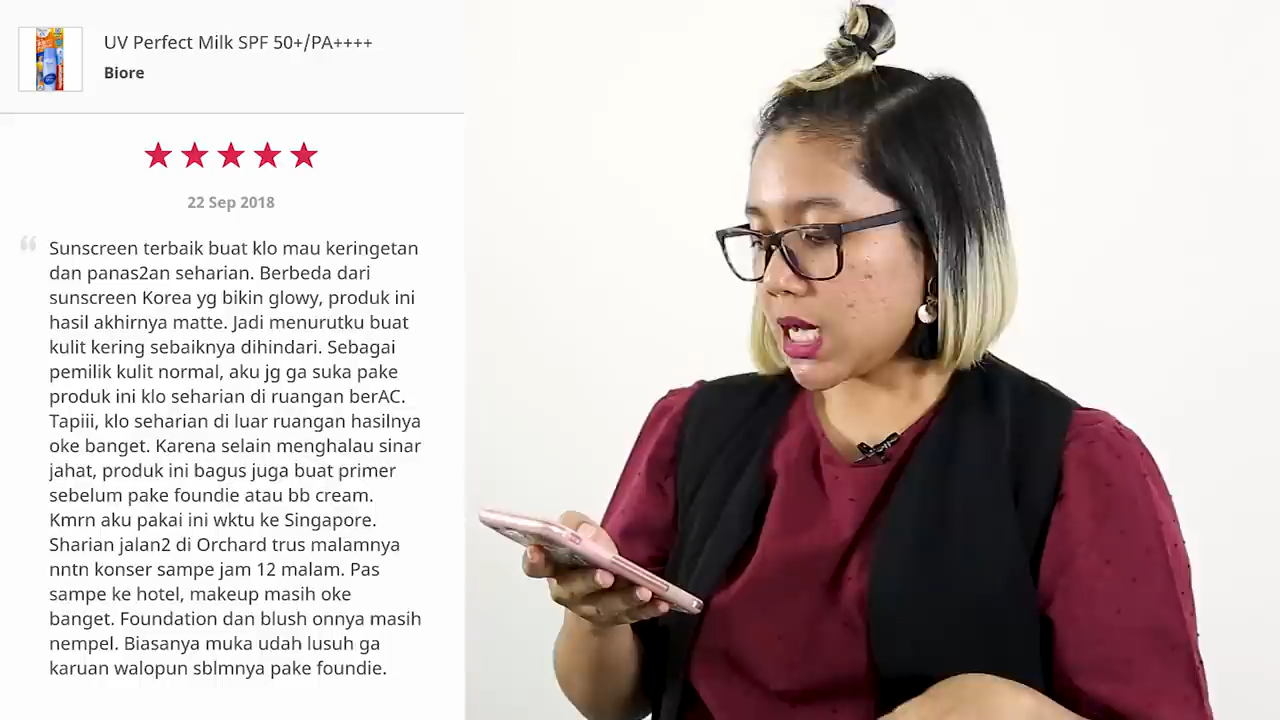 UV Perfect Milk SPF 50+/PA++++
Biore
22 Sep 2018
“ Sunscreen terbaik buat klo mau keringetan
dan panas2an seharian. Berbeda dari
sunscreen Korea yg bikin glowy, produk ini
hasil akhirnya matte. Jadi menurutku buat
kulit kering sebaiknya dihindari. Sebagai
pemilik kulit normal, aku jg ga suka pake
produk ini klo seharian di ruangan berAC.
Tapiii, klo seharian di luar ruangan hasilnya
oke banget. Karena selain menghalau sinar
jahat, produk ini bagus juga buat primer
sebelum pake foundie atau bb cream.
Kmrn aku pakai ini wktu ke Singapore.
Sharian jalan2 di Orchard trus malamnya
nntn konser sampe jam 12 malam. Pas
sampe ke hotel, makeup masih oke
banget. Foundation dan blush onnya masih
nempel. Biasanya muka udah lusuh ga
karuan walopun sblmnya pake foundie.